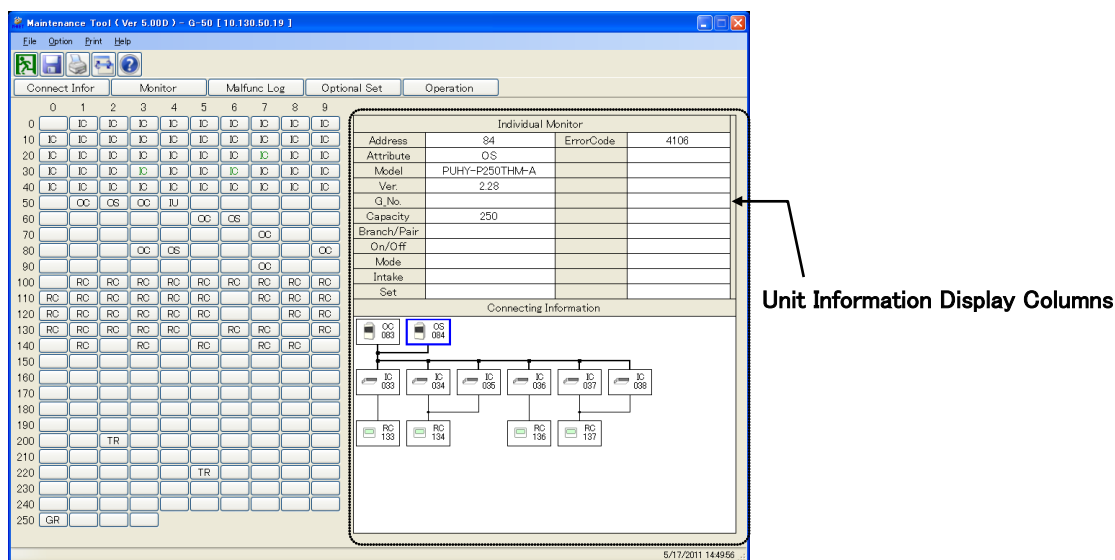 Maintenance Tool ( Ver 5.00D ) - G-50 [ 10.130.50.19 ]
File Option Print Help
Connect Infor Monitor Malfunc Log Optional Set Operation
0 1 2 3 4 5 6 7 8 9
0 IC IC IC IC IC IC IC IC IC
10 IC IC IC IC IC IC IC IC IC IC
20 IC IC IC IC IC IC IC IC IC IC
30 IC IC IC IC IC IC IC IC IC IC
40 IC IC IC IC IC IC IC IC IC IC
50 OC OS OC IU
60 OC OS
70 OC
80 OC OS OC
90 OC
100 RC RC RC RC RC RC RC RC RC
110 RC RC RC RC RC RC RC RC RC
120 RC RC RC RC RC RC RC RC
130 RC RC RC RC RC RC RC RC
140 RC RC RC RC RC
150
160
170
180
190
200 TR
210
220 TR
230
240
250 GR
Individual Monitor
Address 84 ErrorCode 4106
Attribute OS
Model PUHY-P250THM-A
Ver. 2.28
G_No.
Capacity 250
Branch/Pair
On/Off
Mode
Intake
Set
Connecting Information
OC 083 OS 084
IC 033 IC 034 IC 035 IC 036 IC 037 IC 038
RC 133 RC 134 RC 136 RC 137
5/17/2011 14:49:56
Unit Information Display Columns